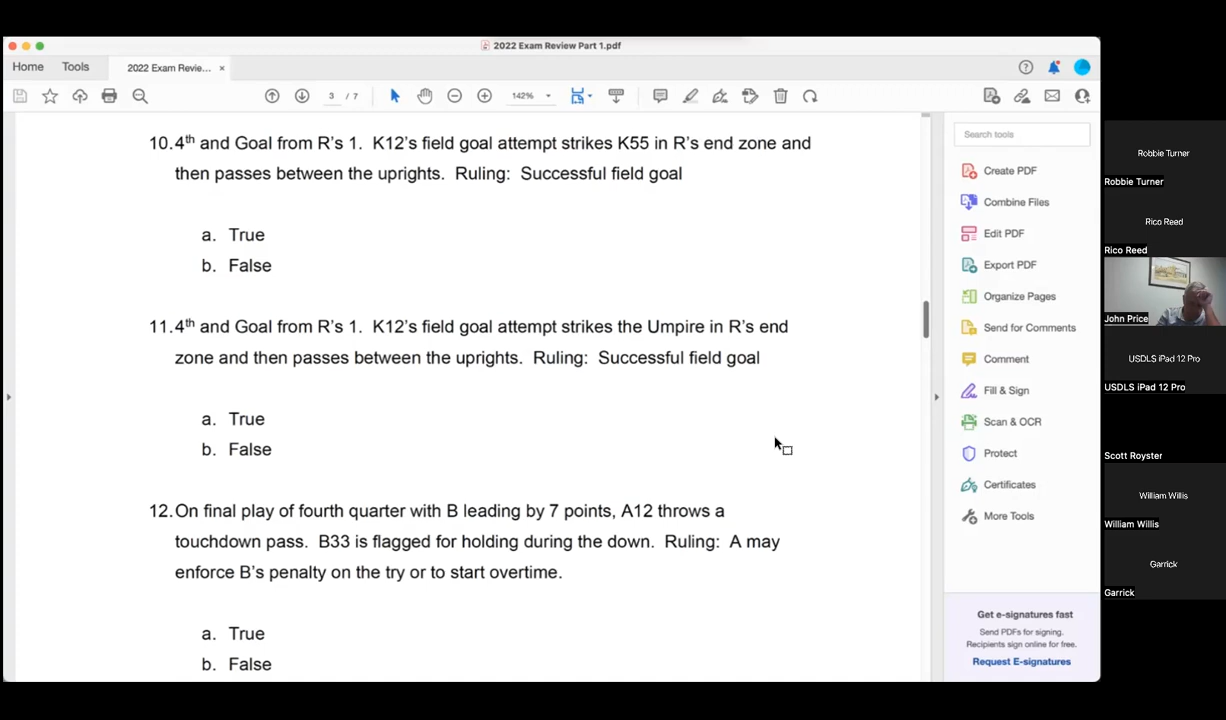 2022 Exam Review Part 1.pdf
Home
Tools
2022 Exam Revie... ×
3 / 7
142%
10. 4th and Goal from R's 1. K12's field goal attempt strikes K55 in R's end zone and
then passes between the uprights. Ruling: Successful field goal
a. True
b. False
11. 4th and Goal from R's 1. K12's field goal attempt strikes the Umpire in R's end
zone and then passes between the uprights. Ruling: Successful field goal
a. True
b. False
12. On final play of fourth quarter with B leading by 7 points, A12 throws a
touchdown pass. B33 is flagged for holding during the down. Ruling: A may
enforce B's penalty on the try or to start overtime.
a. True
b. False
Search tools
Create PDF
Combine Files
Edit PDF
Export PDF
Organize Pages
Send for Comments
Comment
Fill & Sign
Scan & OCR
Protect
Certificates
More Tools
Get e-signatures fast
Send PDFs for signing.
Recipients sign online for free.
Request E-signatures
Robbie Turner
Robbie Turner
Rico Reed
Rico Reed
John Price
USDLS iPad 12 Pro
USDLS iPad 12 Pro
Scott Royster
William Willis
William Willis
Garrick
Garrick